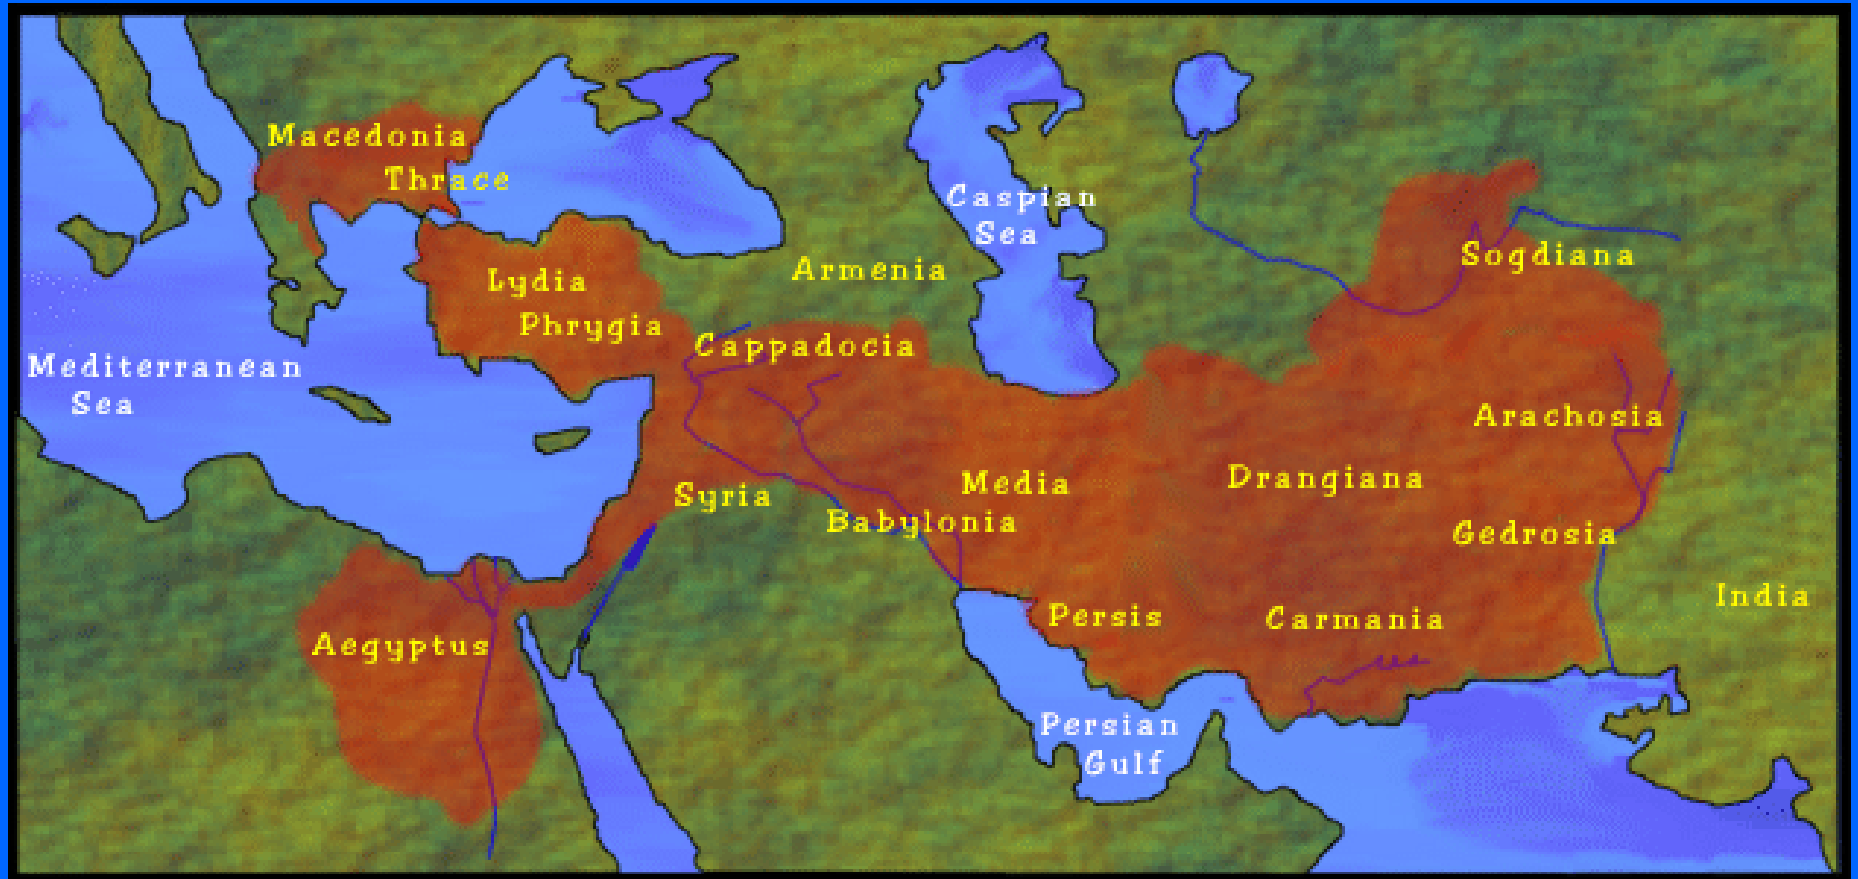 Macedonia
Thrace
Caspian
Sea
Sogdiana
Armenia
Lydia
Phrygia
Cappadocia
Mediterranean
Sea
Arachosia
Drangiana
Media
Syria
Babylonia
Gedrosia
India
Persis
Carmania
Aegyptus
Persian
Gulf